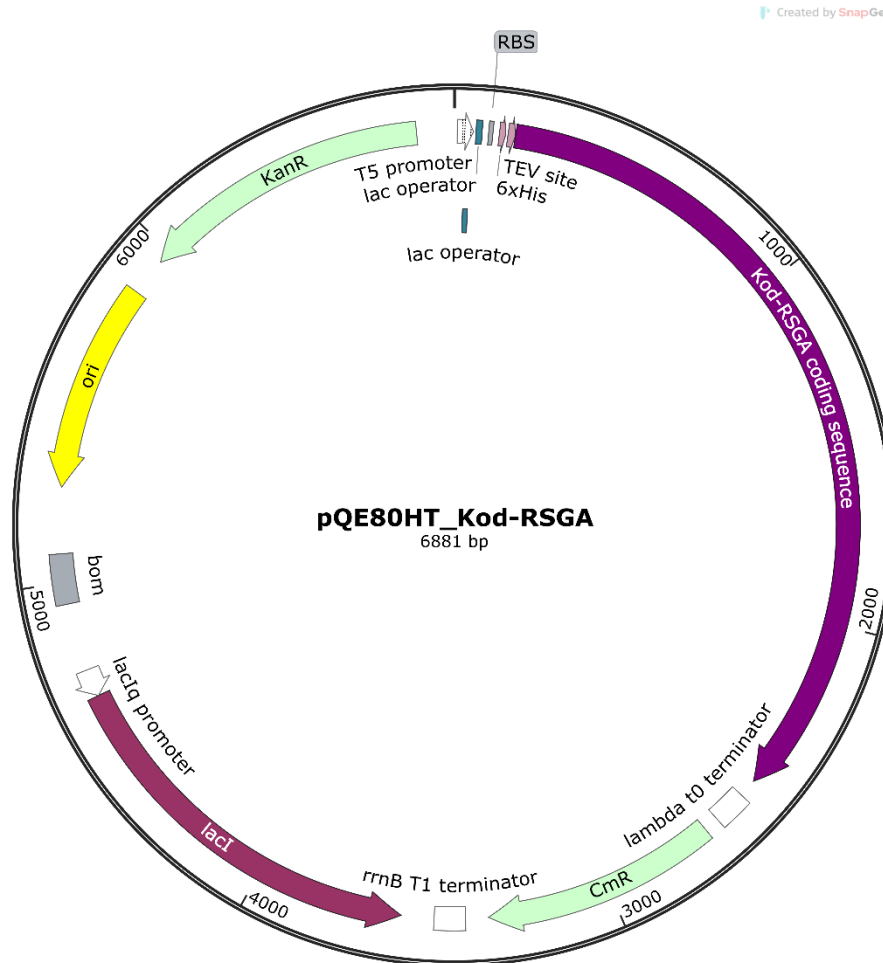 Created by SnapGe
RBS
KanR
T5 promoter
lac operator
TEV site
6xHis
lac operator
6000
1000
Kod-RSGA coding sequence
ori
pQE80HT_Kod-RSGA
6881 bp
bom
5000
2000
lacIq promoter
lambda t0 terminator
lacI
rrnB T1 terminator
CmR
4000
3000